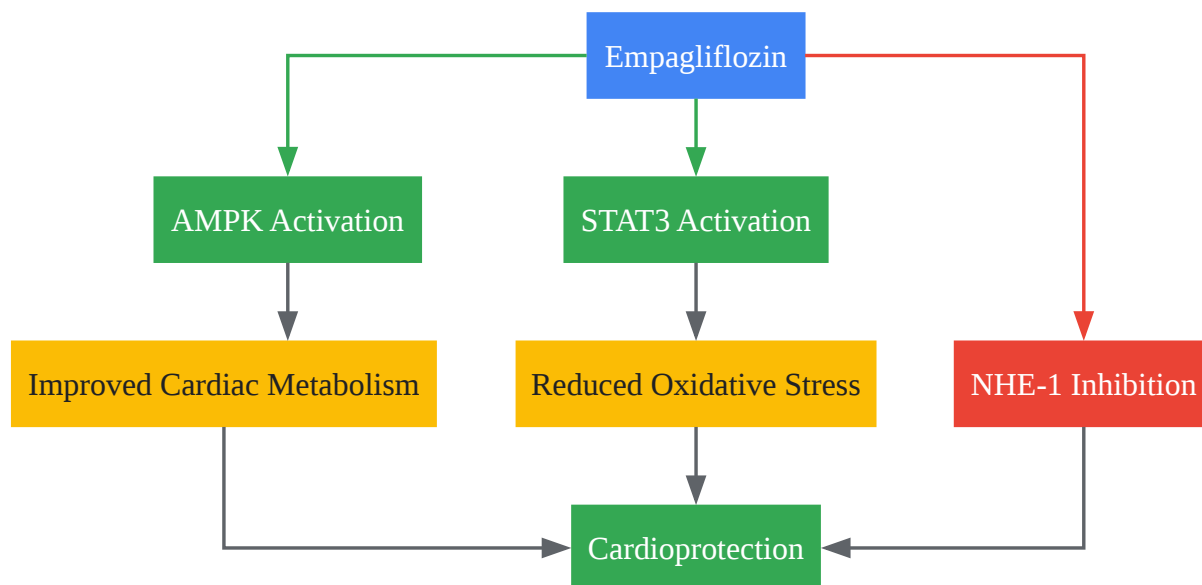 Empagliflozin
AMPK Activation
STAT3 Activation
Improved Cardiac Metabolism
Reduced Oxidative Stress
NHE-1 Inhibition
Cardioprotection